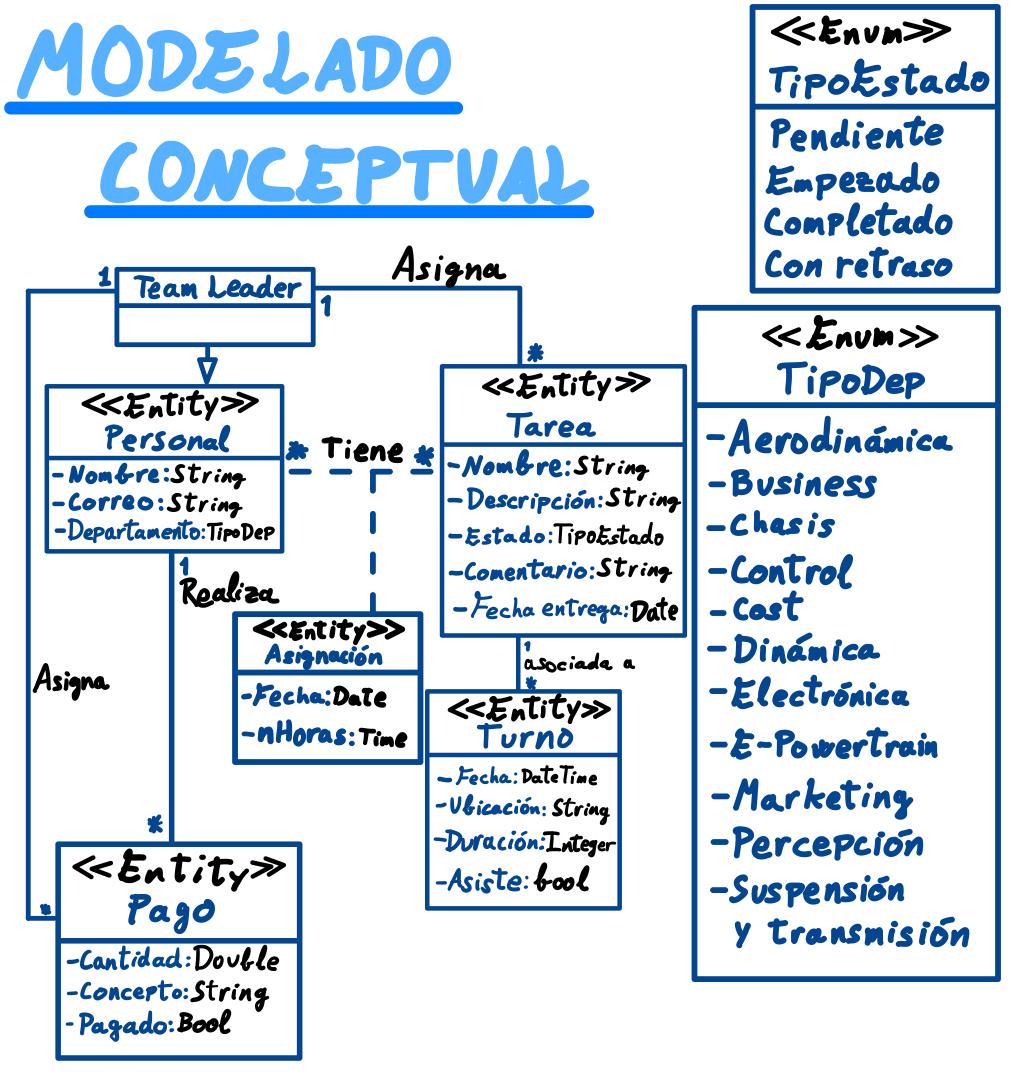 MODELADO
CONCEPTUAL
<<Enum>>
TipoEstado
Pendiente
Empezado
Completado
Con retraso
<<Enum>>
TipoDep
-Aerodinámica
-Business
-Chasis
-Control
-Cost
-Dinámica
-Electrónica
-E-Powertrain
-Marketing
-Percepción
-Suspensión
y transmisión
1
Team Leader
1
Asigna
*
<<Entity>>
Personal
-Nombre:String
-Correo:String
-Departamento:TipoDep
* Tiene *
<<Entity>>
Tarea
-Nombre:String
-Descripción:String
-Estado:TipoEstado
-Comentario:String
-Fecha entrega:Date
1
Realiza
*
<<Entity>>
Asignación
-Fecha:Date
-nHoras:Time
1
asociada a
*
<<Entity>>
Turno
-Fecha:DateTime
-Ubicación:String
-Duración:Integer
-Asiste:bool
Asigna
*
<<Entity>>
Pago
-Cantidad:Double
-Concepto:String
-Pagado:Bool